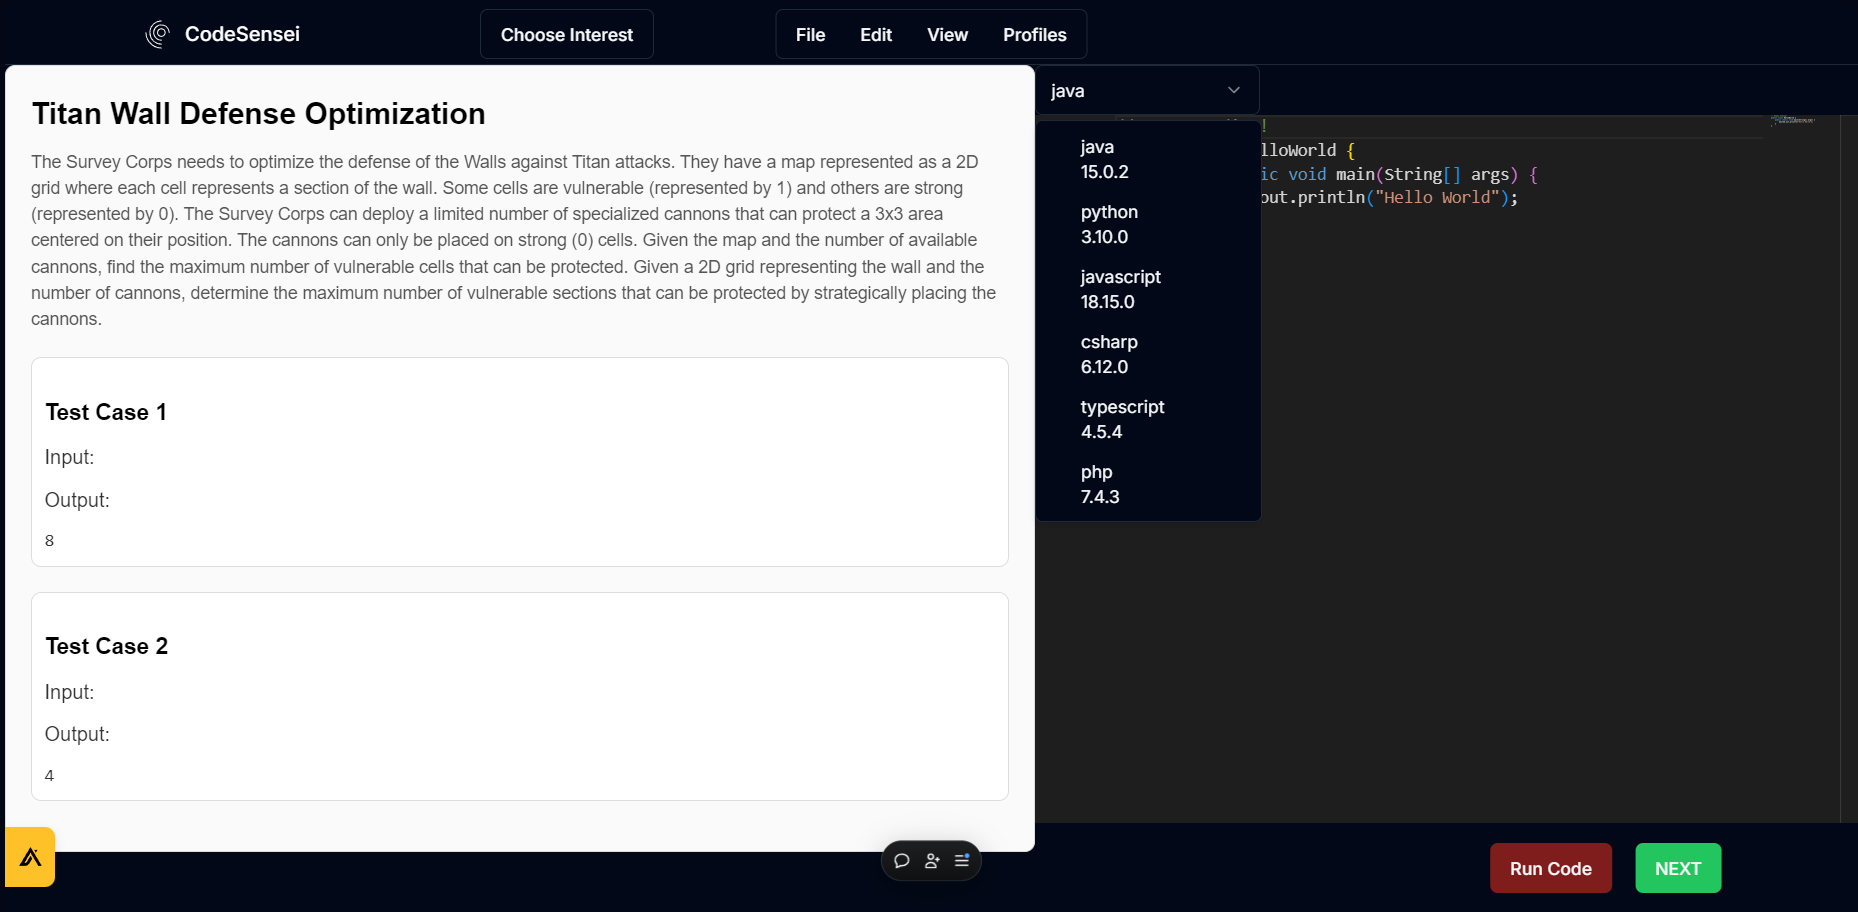 CodeSensei
Choose Interest
File Edit View Profiles
Titan Wall Defense Optimization
The Survey Corps needs to optimize the defense of the Walls against Titan attacks. They have a map represented as a 2D
grid where each cell represents a section of the wall. Some cells are vulnerable (represented by 1) and others are strong
(represented by 0). The Survey Corps can deploy a limited number of specialized cannons that can protect a 3x3 area
centered on their position. The cannons can only be placed on strong (0) cells. Given the map and the number of available
cannons, find the maximum number of vulnerable cells that can be protected. Given a 2D grid representing the wall and the
number of cannons, determine the maximum number of vulnerable sections that can be protected by strategically placing the
cannons.
Test Case 1
Input:
Output:
8
Test Case 2
Input:
Output:
4
java
java
15.0.2
python
3.10.0
javascript
18.15.0
csharp
6.12.0
typescript
4.5.4
php
7.4.3
!
lloWorld {
ic void main(String[] args) {
out.println("Hello World");
Run Code
NEXT